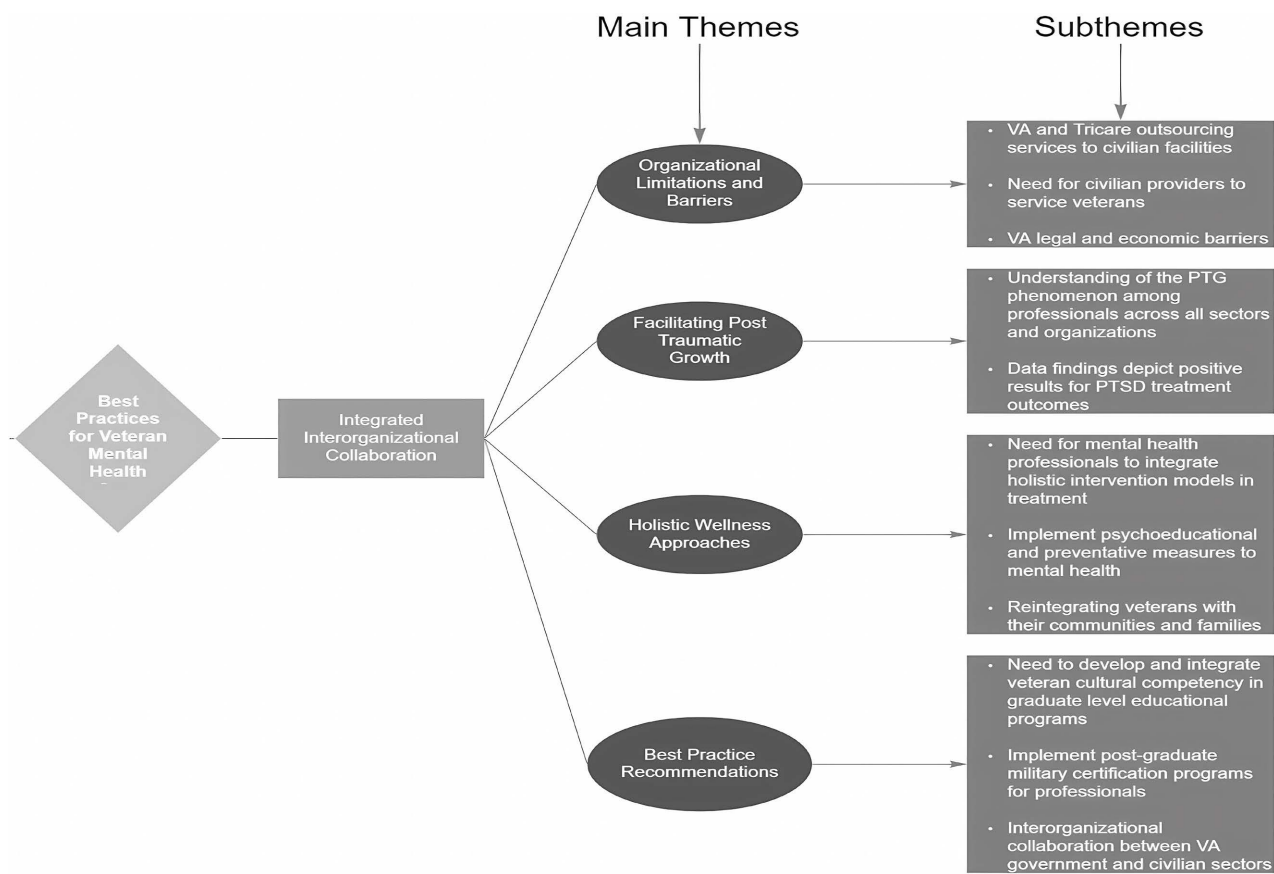 Main Themes
Subthemes
Best
Practices
for Veteran
Mental
Health
Integrated
Interorganizational
Collaboration
Organizational
Limitations and
Barriers
• VA and Tricare outsourcing
services to civilian facilities
• Need for civilian providers to
service veterans
• VA legal and economic barriers
Facilitating Post
Traumatic
Growth
• Understanding of the PTG
phenomenon among
professionals across all sectors
and organizations
• Data findings depict positive
results for PTSD treatment
outcomes
Holistic Wellness
Approaches
• Need for mental health
professionals to integrate
holistic intervention models in
treatment
• Implement psychoeducational
and preventative measures to
mental health
• Reintegrating veterans with
their communities and families
Best Practice
Recommendations
• Need to develop and integrate
veteran cultural competency in
graduate level educational
programs
• Implement post-graduate
military certification programs
for professionals
• Interorganizational
collaboration between VA
government and civilian sectors